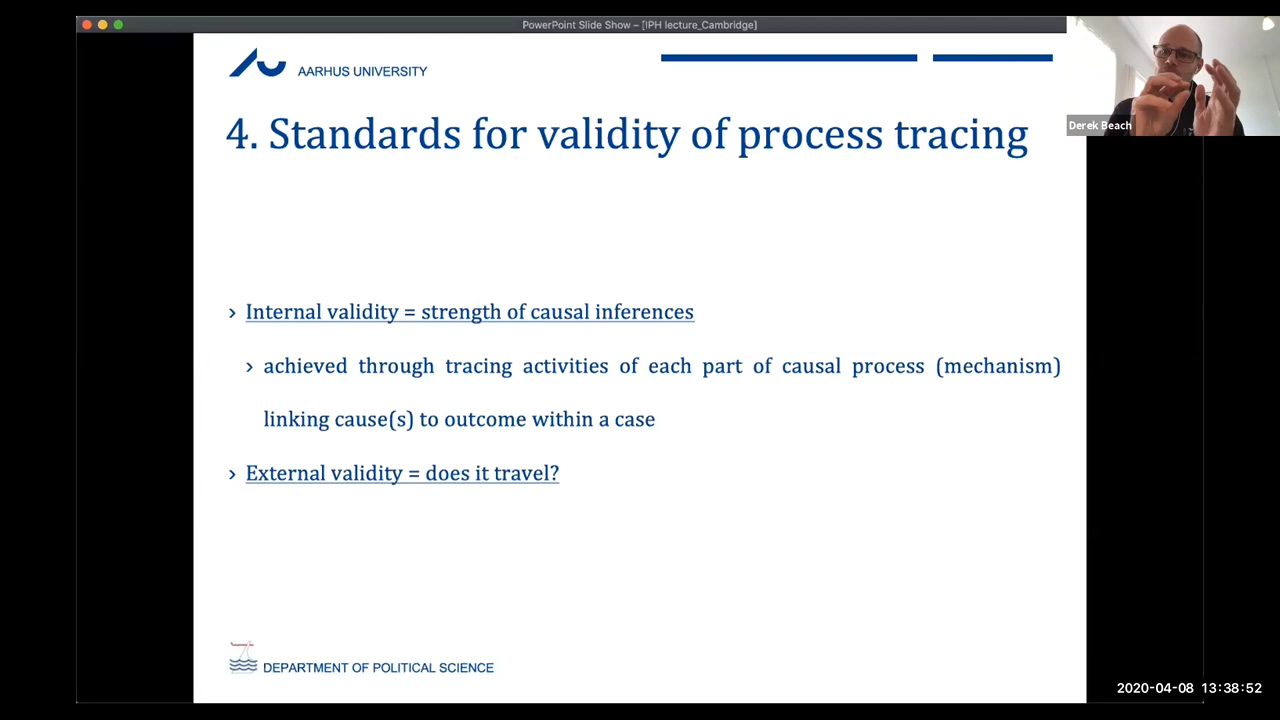 PowerPoint Slide Show – [IPH lecture_Cambridge]
AARHUS UNIVERSITY
Derek Beach
4. Standards for validity of process tracing
› Internal validity = strength of causal inferences
› achieved through tracing activities of each part of causal process (mechanism)
linking cause(s) to outcome within a case
› External validity = does it travel?
DEPARTMENT OF POLITICAL SCIENCE
2020-04-08 13:38:52